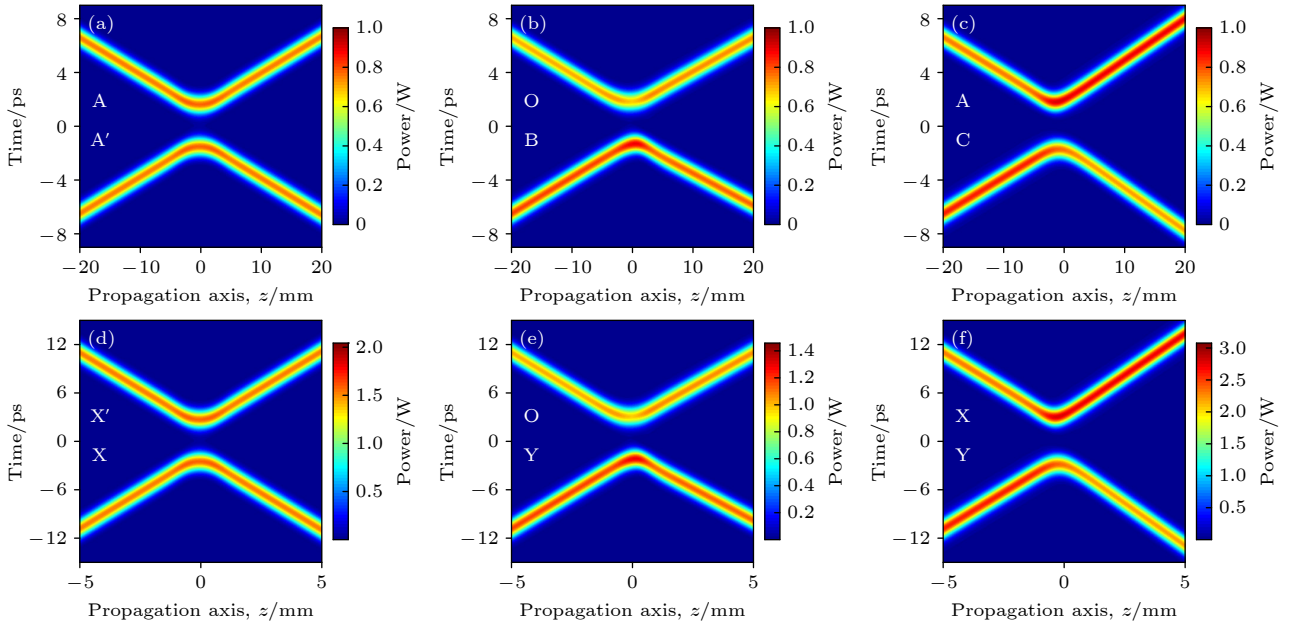 (a)
A
A′
8
4
0
−4
−8
Time/ps
−20
−10
0
10
20
Propagation axis, z/mm
1.0
0.8
0.6
0.4
0.2
0
Power/W
(b)
O
B
8
4
0
−4
−8
Time/ps
−20
−10
0
10
20
Propagation axis, z/mm
1.0
0.8
0.6
0.4
0.2
0
Power/W
(c)
A
C
8
4
0
−4
−8
Time/ps
−20
−10
0
10
20
Propagation axis, z/mm
1.0
0.8
0.6
0.4
0.2
0
Power/W
(d)
X′
X
12
6
0
−6
−12
Time/ps
−5
0
5
Propagation axis, z/mm
2.0
1.5
1.0
0.5
Power/W
(e)
O
Y
12
6
0
−6
−12
Time/ps
−5
0
5
Propagation axis, z/mm
1.4
1.2
1.0
0.8
0.6
0.4
0.2
Power/W
(f)
X
Y
12
6
0
−6
−12
Time/ps
−5
0
5
Propagation axis, z/mm
3.0
2.5
2.0
1.5
1.0
0.5
Power/W